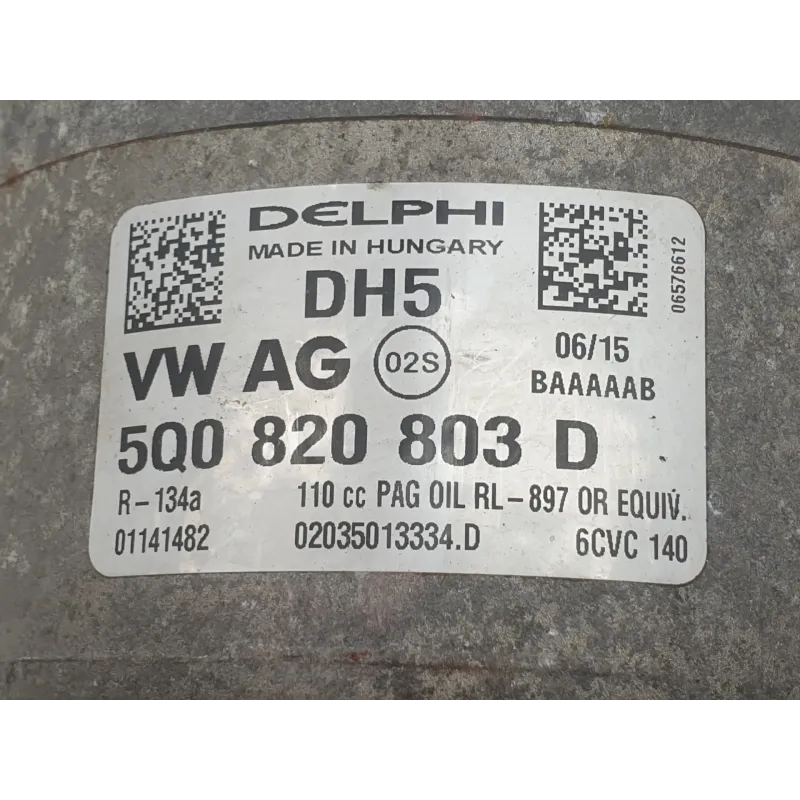 DELPHI
MADE IN HUNGARY
DH5
06576612
VW AG 02S 06/15
BAAAAAB
5Q0 820 803 D
R-134a 110 cc PAG OIL RL-897 OR EQUIV.
01141482 02035013334.D 6CVC 140